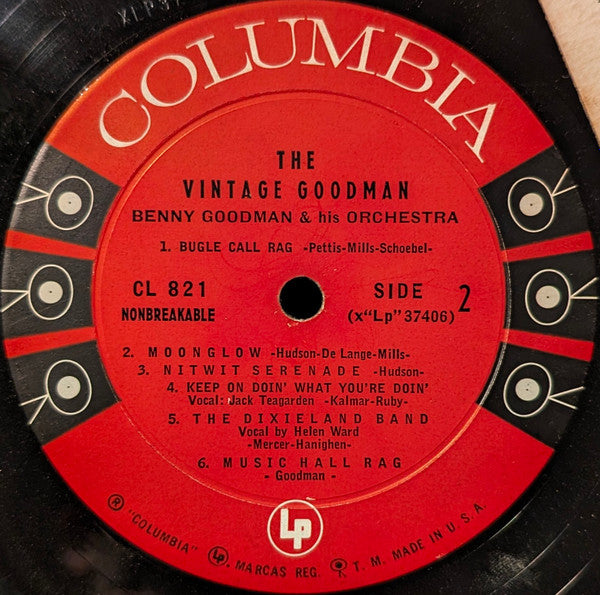 COLUMBIA
THE
VINTAGE GOODMAN
BENNY GOODMAN & his ORCHESTRA
1. BUGLE CALL RAG -Pettis-Mills-Schoebel-
CL 821
NONBREAKABLE
SIDE 2
(x"Lp" 37406)
2. MOONGLOW -Hudson-De Lange-Mills-
3. NITWIT SERENADE -Hudson-
4. KEEP ON DOIN' WHAT YOU'RE DOIN'
Vocal: Jack Teagarden -Kalmar-Ruby-
5. THE DIXIELAND BAND
Vocal by Helen Ward
-Mercer-Hanighen-
6. MUSIC HALL RAG
- Goodman -
Lp
® "COLUMBIA" Lp. MARCAS REG. T. M. MADE IN U. S. A